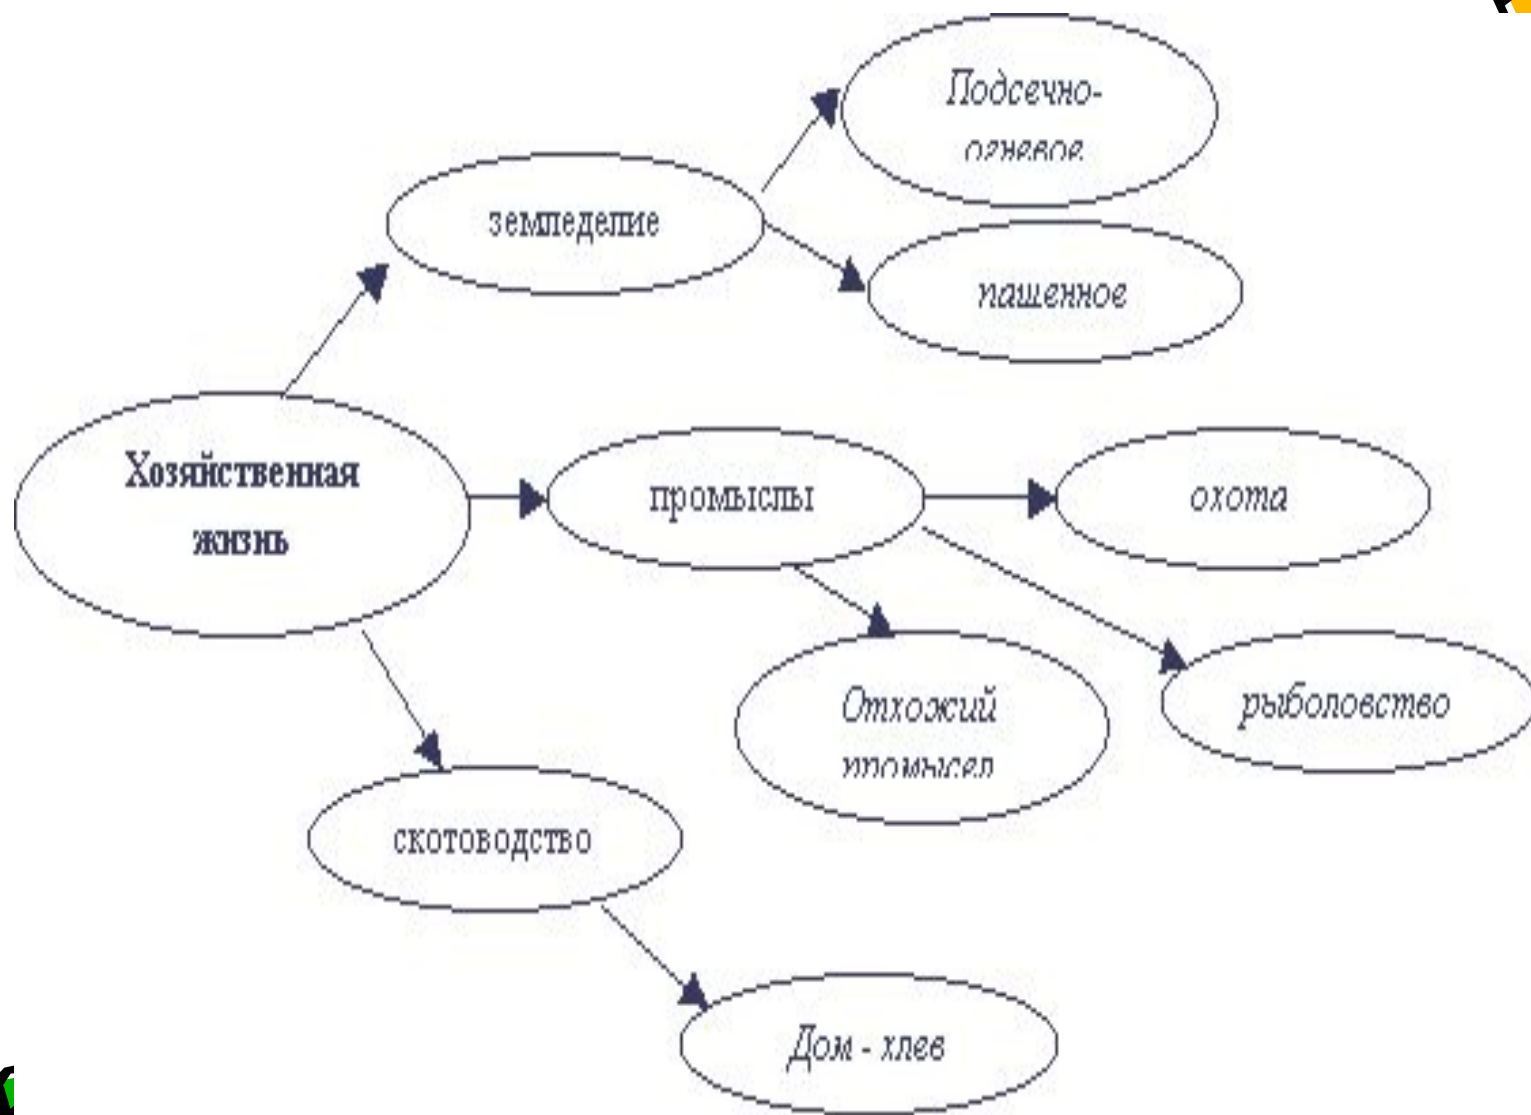 Подсечно-
огневое
земледелие
пашенное
Хозяйственная
жизнь
промыслы
охота
Отхожий
промысел
рыболовство
скотоводство
Дом - хлев